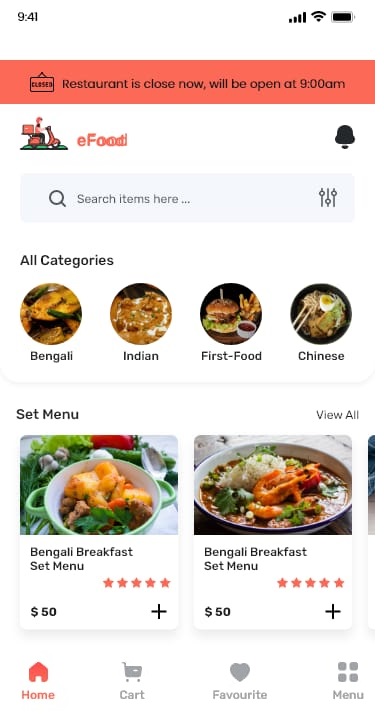 9:41
CLOSED
Restaurant is close now, will be open at 9:00am
eFood
Search items here ...
All Categories
Bengali
Indian
First-Food
Chinese
Set Menu
View All
Bengali Breakfast
Set Menu
$ 50
Bengali Breakfast
Set Menu
$ 50
Home
Cart
Favourite
Menu